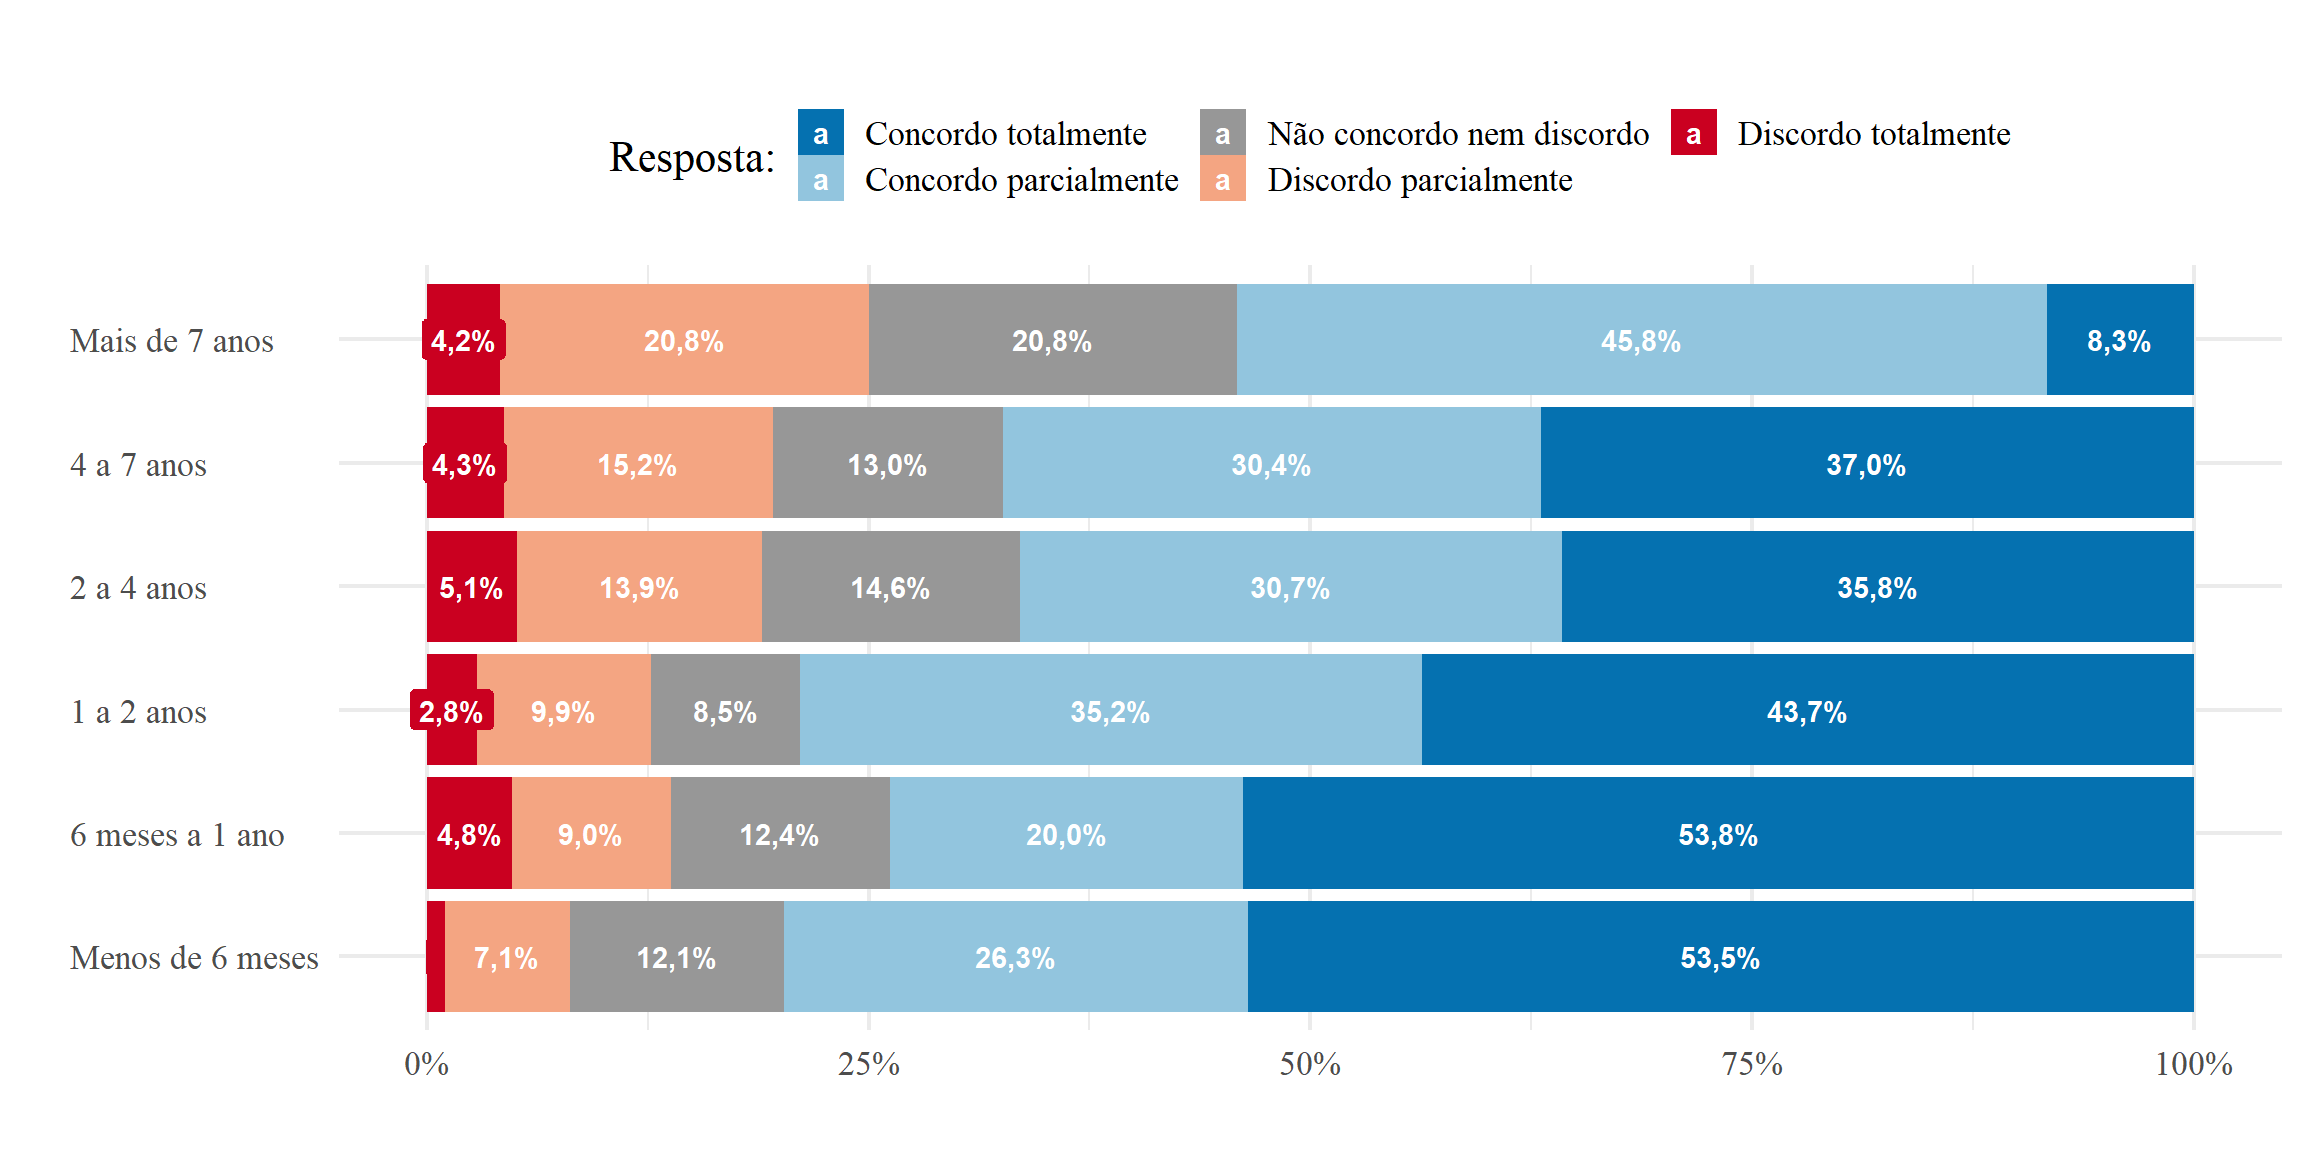 Resposta:
a Concordo totalmente
a Concordo parcialmente
a Não concordo nem discordo
a Discordo parcialmente
a Discordo totalmente
Mais de 7 anos 4,2% 20,8% 20,8% 45,8% 8,3%
4 a 7 anos 4,3% 15,2% 13,0% 30,4% 37,0%
2 a 4 anos 5,1% 13,9% 14,6% 30,7% 35,8%
1 a 2 anos 2,8% 9,9% 8,5% 35,2% 43,7%
6 meses a 1 ano 4,8% 9,0% 12,4% 20,0% 53,8%
Menos de 6 meses 7,1% 12,1% 26,3% 53,5%
0% 25% 50% 75% 100%